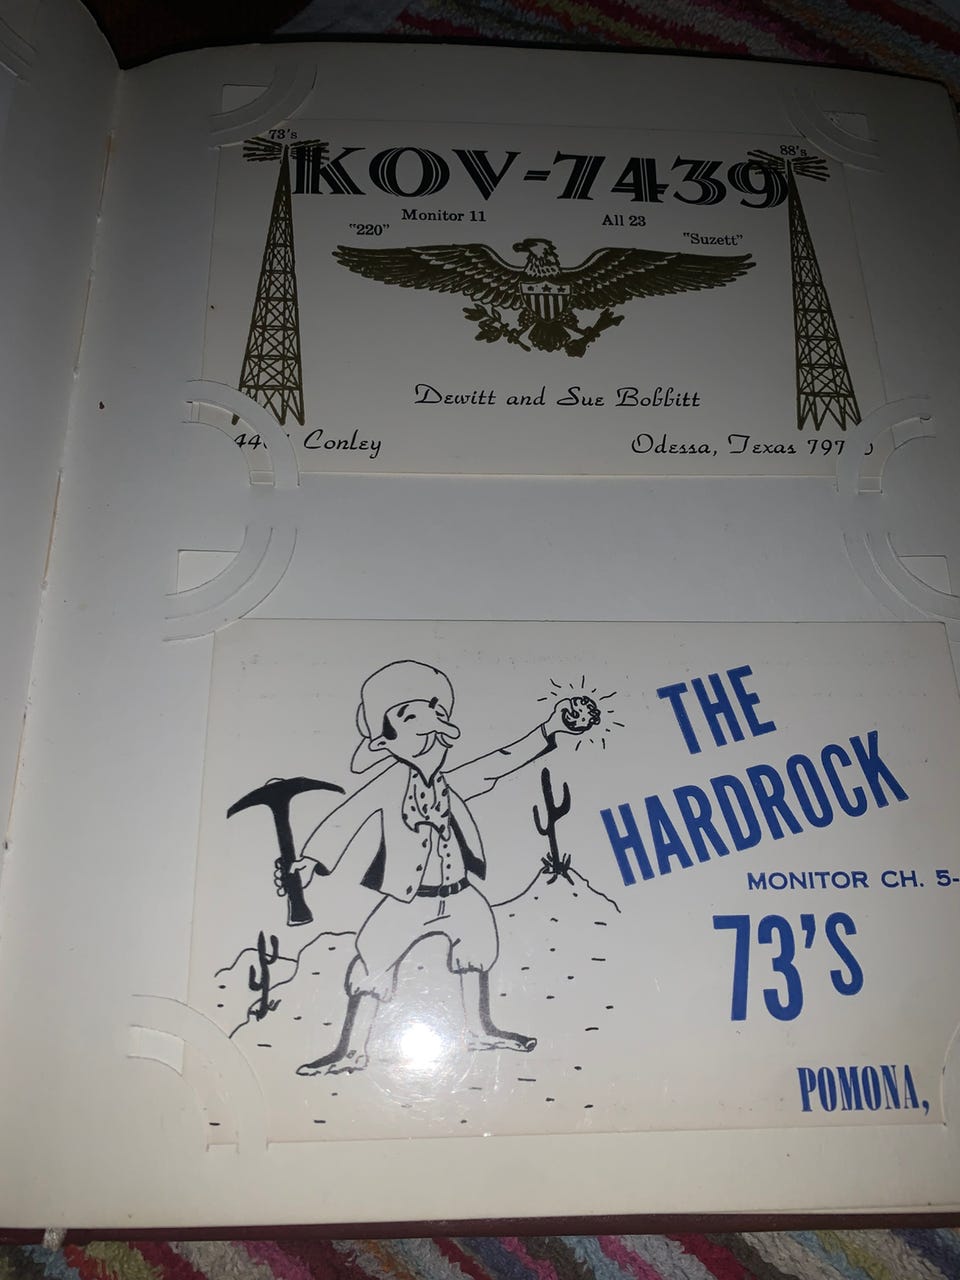 73's
88's
KOV-7439
Monitor 11 All 23
"220" "Suzett"
Dewitt and Sue Bobbitt
Conley Odessa, Texas
THE
HARDROCK
MONITOR CH. 5-
73'S
POMONA,